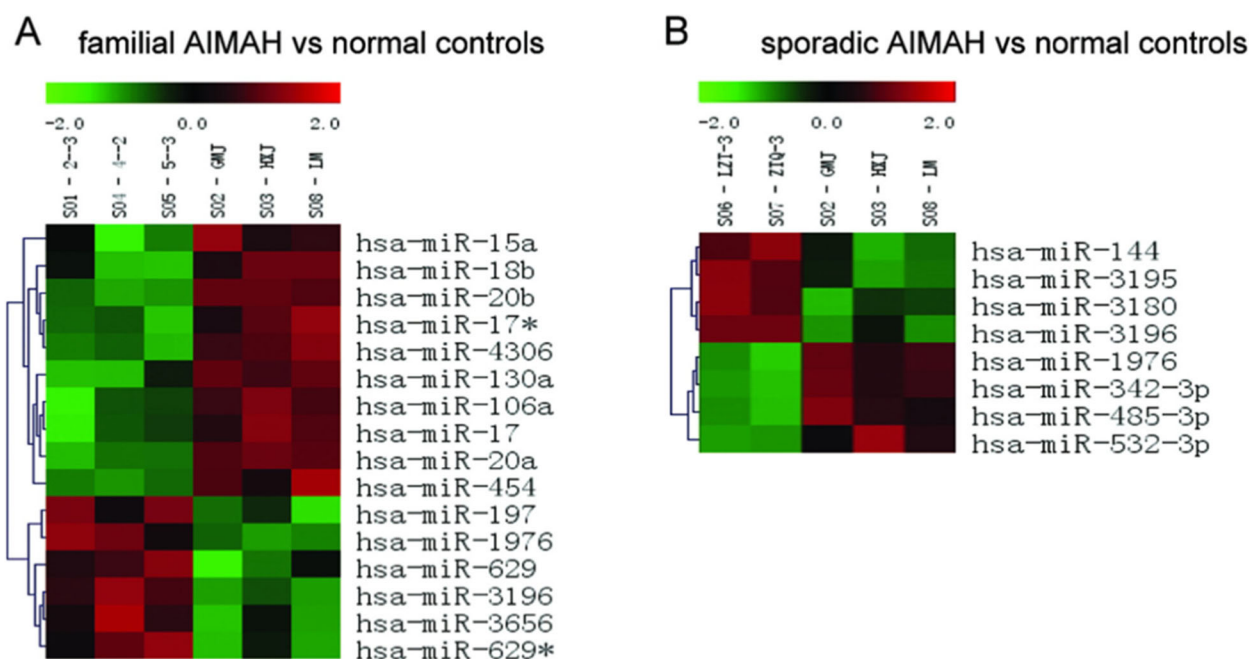 A familial AIMAH vs normal controls
-2.0 0.0 2.0
S01 - 2--3
S04 - 4--2
S05 - 5--3
S02 - GMJ
S03 - HXJ
S08 - LM
hsa-miR-15a
hsa-miR-18b
hsa-miR-20b
hsa-miR-17*
hsa-miR-4306
hsa-miR-130a
hsa-miR-106a
hsa-miR-17
hsa-miR-20a
hsa-miR-454
hsa-miR-197
hsa-miR-1976
hsa-miR-629
hsa-miR-3196
hsa-miR-3656
hsa-miR-629*
B sporadic AIMAH vs normal controls
-2.0 0.0 2.0
S06 - LZT-3
S07 - ZTQ-3
S02 - GMJ
S03 - HXJ
S08 - LM
hsa-miR-144
hsa-miR-3195
hsa-miR-3180
hsa-miR-3196
hsa-miR-1976
hsa-miR-342-3p
hsa-miR-485-3p
hsa-miR-532-3p